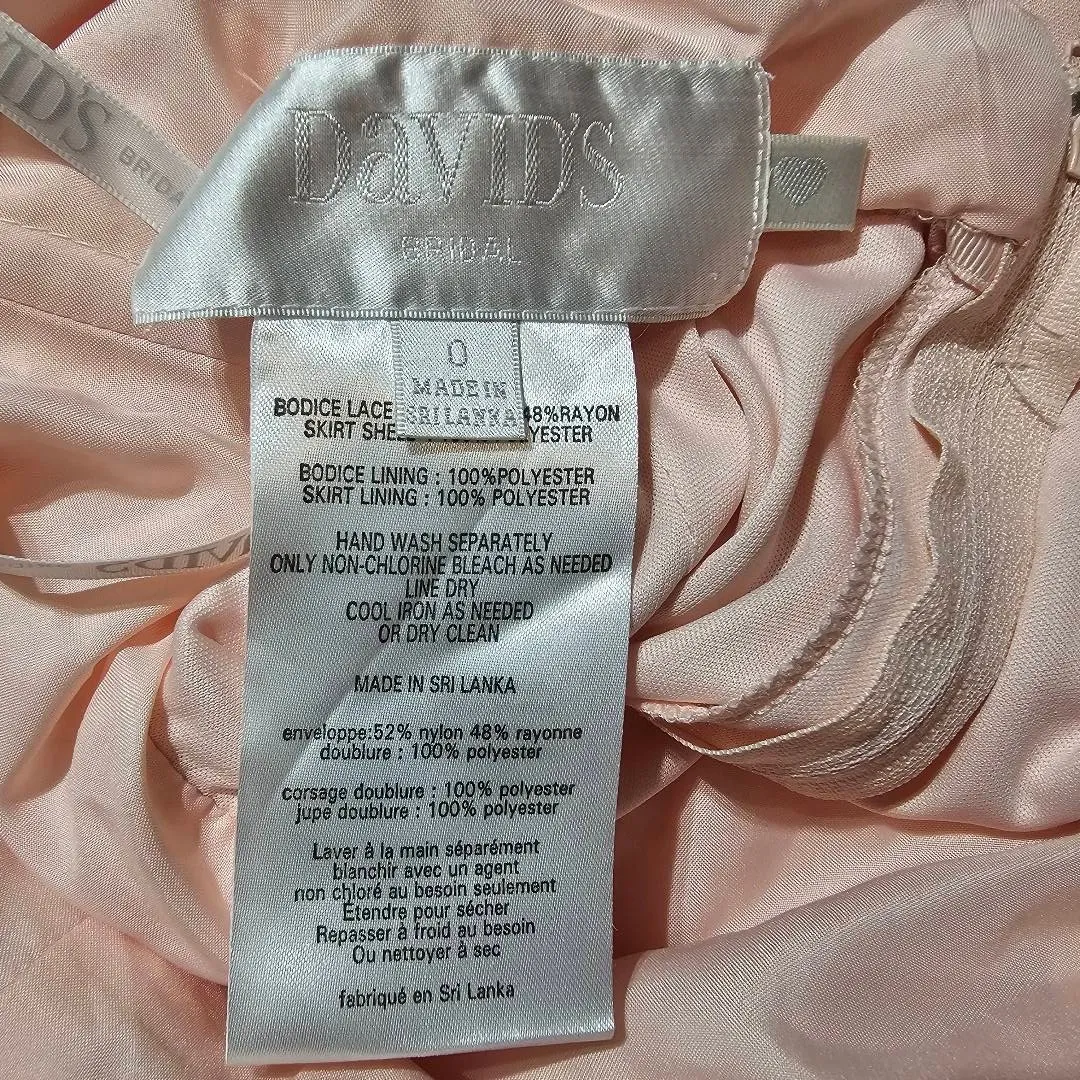 DaVID'S
BRIDAL
VID'S
BRIDA
0
MADE IN
SRI LANKA
BODICE LACE 48%RAYON
SKIRT SHE YESTER
BODICE LINING : 100%POLYESTER
SKIRT LINING : 100% POLYESTER
HAND WASH SEPARATELY
ONLY NON-CHLORINE BLEACH AS NEEDED
LINE DRY
COOL IRON AS NEEDED
OR DRY CLEAN
MADE IN SRI LANKA
enveloppe:52% nylon 48% rayonne
doublure : 100% polyester
corsage doublure : 100% polyester
jupe doublure : 100% polyester
Laver à la main séparément
blanchir avec un agent
non chloré au besoin seulement
Étendre pour sécher
Repasser à froid au besoin
Ou nettoyer à sec
fabriqué en Sri Lanka